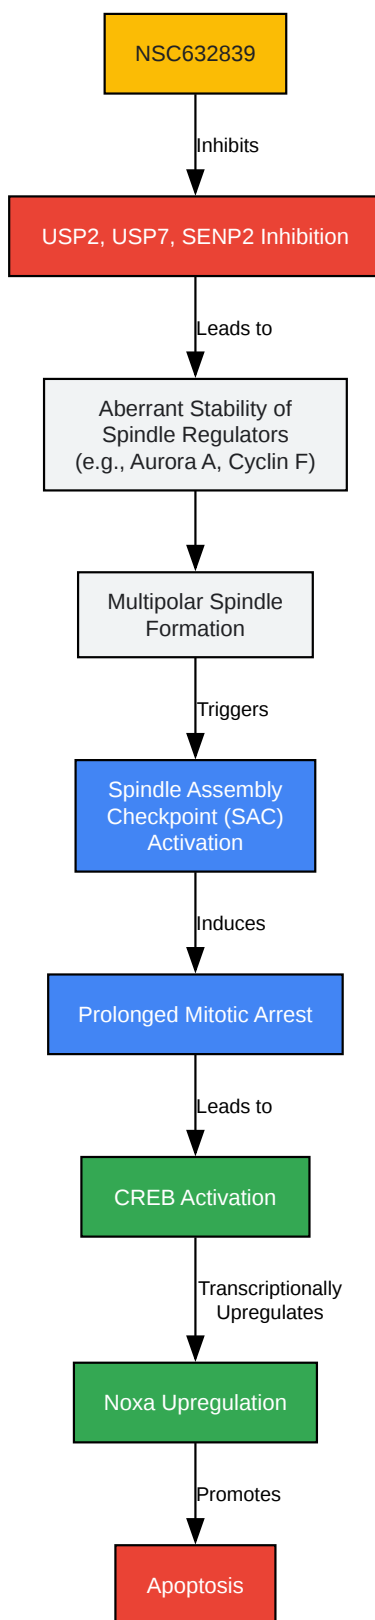 NSC632839
Inhibits
USP2, USP7, SENP2 Inhibition
Leads to
Aberrant Stability of
Spindle Regulators
(e.g., Aurora A, Cyclin F)
Multipolar Spindle
Formation
Triggers
Spindle Assembly
Checkpoint (SAC)
Activation
Induces
Prolonged Mitotic Arrest
Leads to
CREB Activation
Transcriptionally
Upregulates
Noxa Upregulation
Promotes
Apoptosis